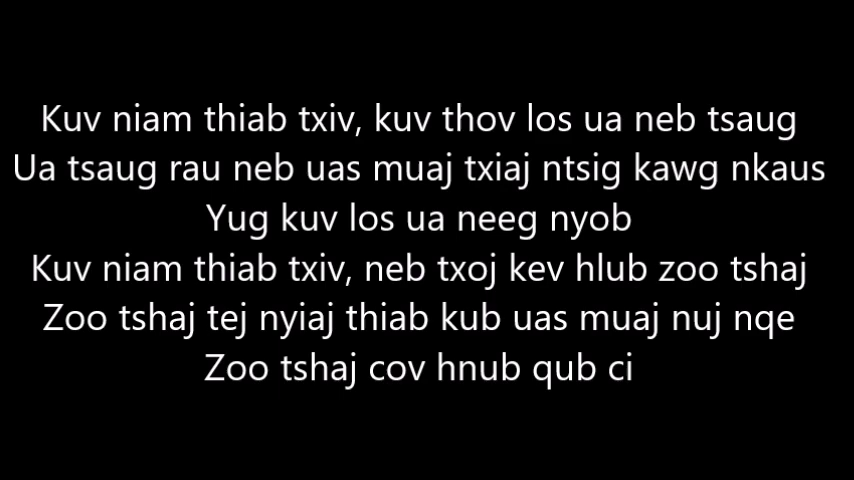 Kuv niam thiab txiv, kuv thov los ua neb tsaug
Ua tsaug rau neb uas muaj txiaj ntsig kawg nkaus
Yug kuv los ua neeg nyob
Kuv niam thiab txiv, neb txoj kev hlub zoo tshaj
Zoo tshaj tej nyiaj thiab kub uas muaj nuj nqe
Zoo tshaj cov hnub qub ci